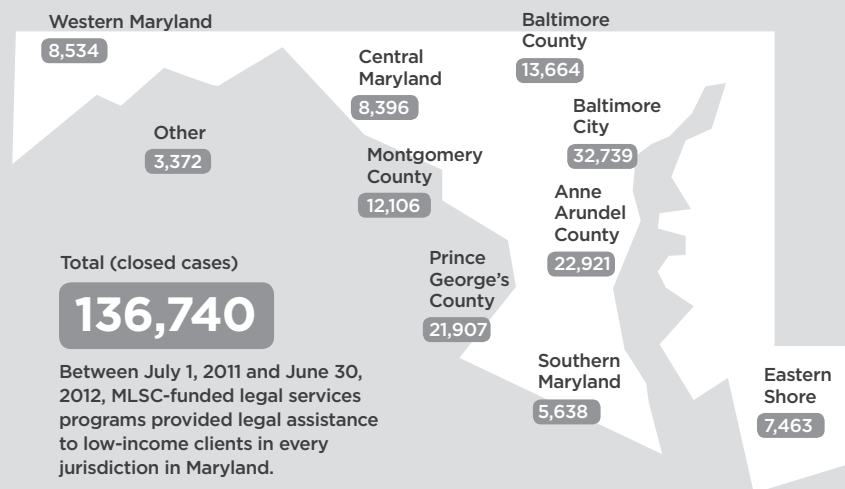 Western Maryland
8,534
Baltimore
County
13,664
Central
Maryland
8,396
Baltimore
City
32,739
Other
3,372
Montgomery
County
12,106
Anne
Arundel
County
22,921
Prince
George’s
County
21,907
Total (closed cases)
136,740
Between July 1, 2011 and June 30,
2012, MLSC-funded legal services
programs provided legal assistance
to low-income clients in every
jurisdiction in Maryland.
Southern
Maryland
5,638
Eastern
Shore
7,463